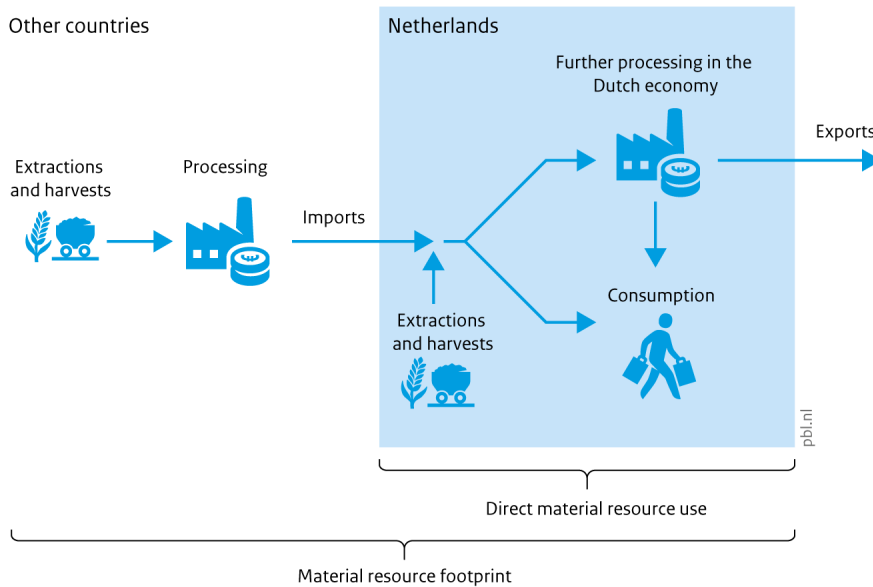 Other countries
Netherlands
Further processing in the
Dutch economy
Exports
Extractions
and harvests
Processing
Imports
Consumption
Extractions
and harvests
pbl.nl
Direct material resource use
Material resource footprint